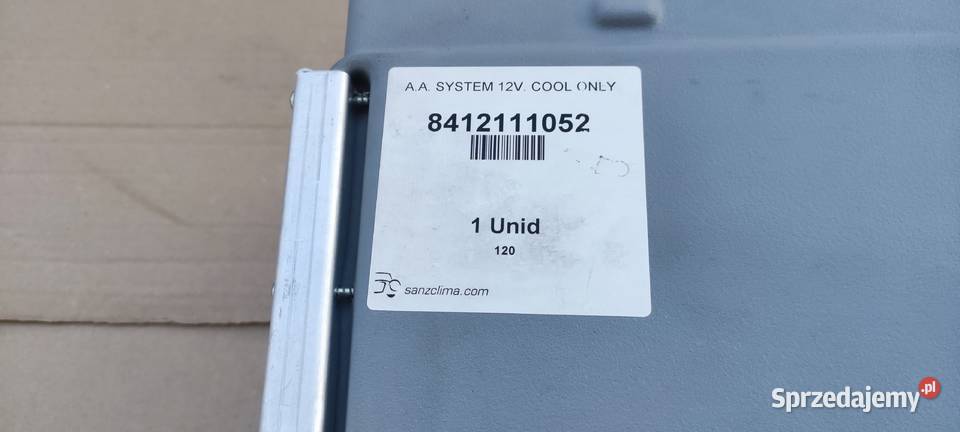 A.A. SYSTEM 12V. COOL ONLY
8412111052
1 Unid
120
sanzclima.com
Sprzedajemy.pl